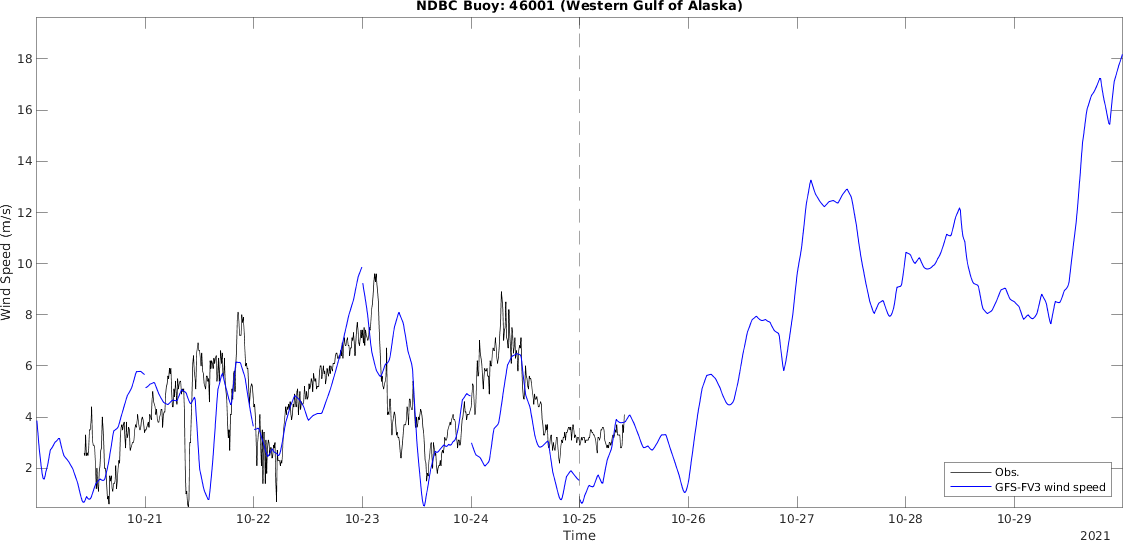 NDBC Buoy: 46001 (Western Gulf of Alaska)
18
16
14
12
10
8
6
4
2
Wind Speed (m/s)
Obs.
GFS-FV3 wind speed
10-21 10-22 10-23 10-24 10-25 10-26 10-27 10-28 10-29
Time
2021